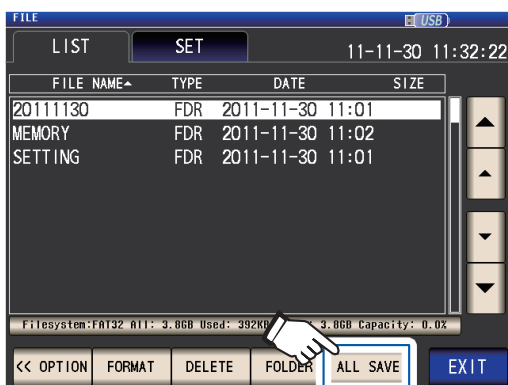 FILE USB
LIST SET 11-11-30 11:32:22
FILE NAME▲ TYPE DATE SIZE
20111130 FDR 2011-11-30 11:01
MEMORY FDR 2011-11-30 11:02
SETTING FDR 2011-11-30 11:01
Filesystem:FAT32 All: 3.8GB Used: 3.8GB Capacity: 0.0%
<< OPTION FORMAT DELETE FOLDER ALL SAVE EXIT